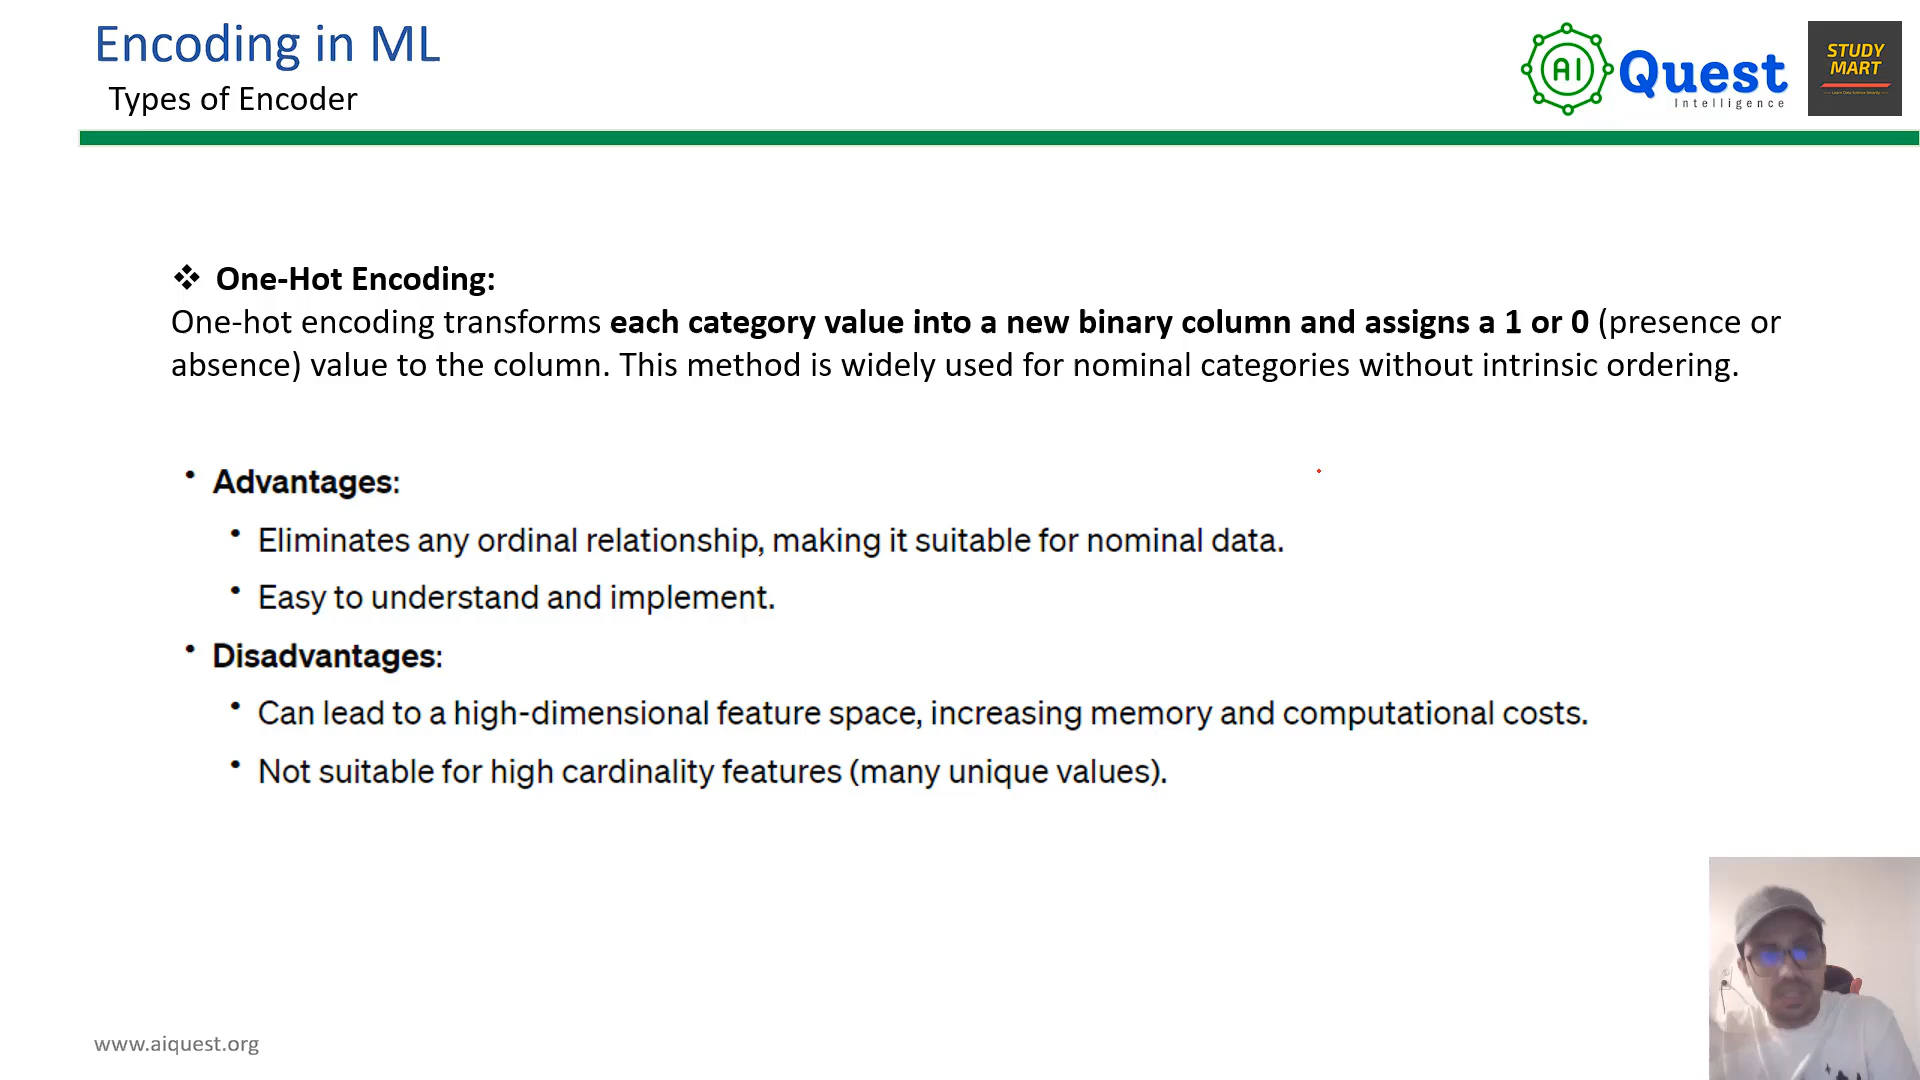 Encoding in ML
Types of Encoder
AI Quest
Intelligence
STUDY
MART
One-Hot Encoding:
One-hot encoding transforms each category value into a new binary column and assigns a 1 or 0 (presence or
absence) value to the column. This method is widely used for nominal categories without intrinsic ordering.
Advantages:
Eliminates any ordinal relationship, making it suitable for nominal data.
Easy to understand and implement.
Disadvantages:
Can lead to a high-dimensional feature space, increasing memory and computational costs.
Not suitable for high cardinality features (many unique values).
www.aiquest.org